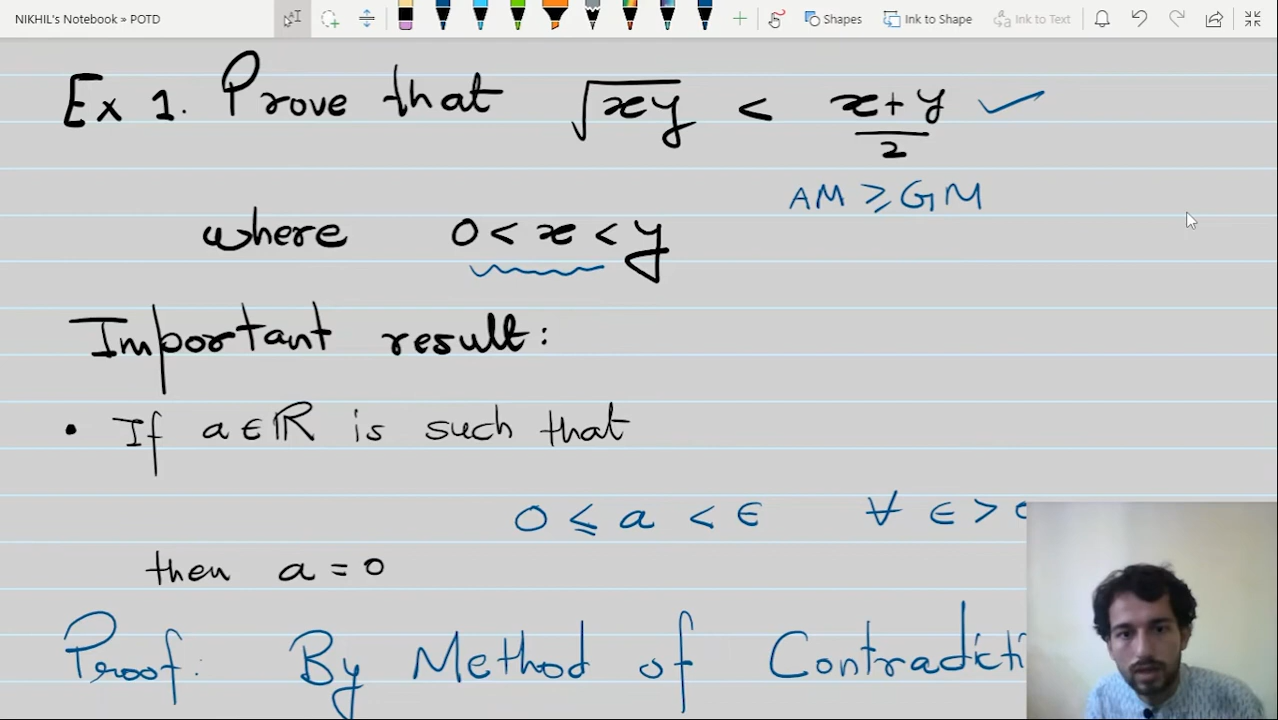 NIKHIL's Notebook » POTD
Shapes
Ink to Shape
Ink to Text
Ex 1. Prove that √xy < x+y/2 ✓
AM ≥ GM
where 0 < x < y
Important result:
• If a∈ℝ is such that
0 ≤ a < ϵ ∀ ϵ >
then a = 0
Proof: By Method of Contradicti